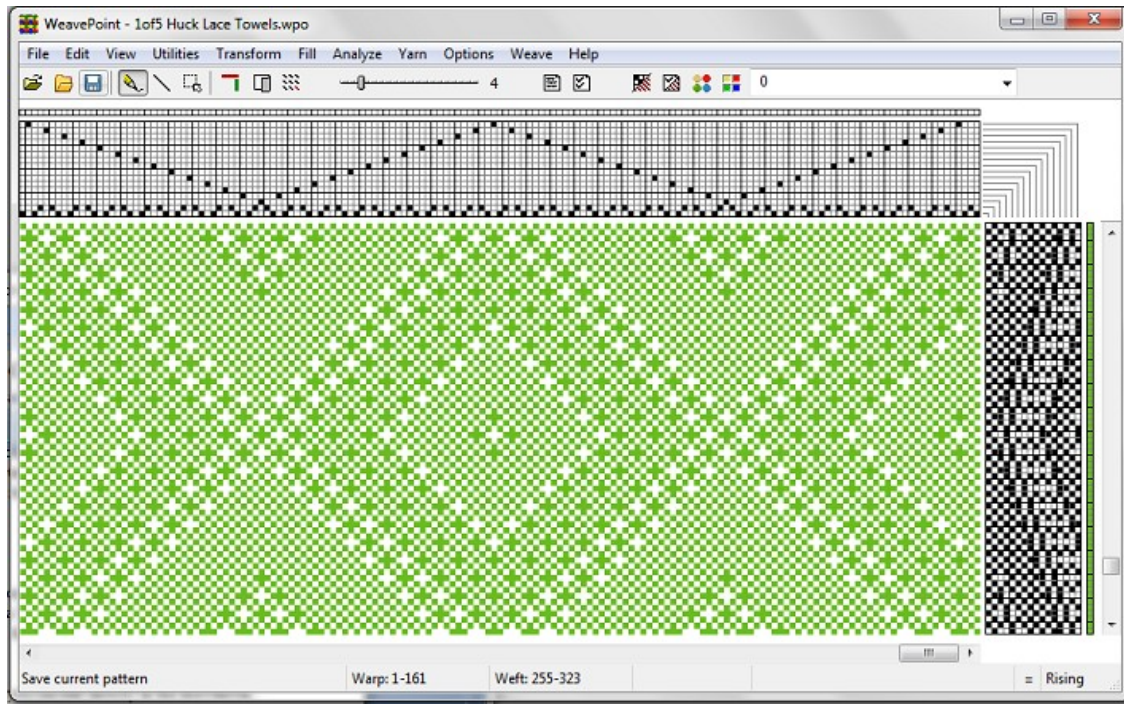 WeavePoint - 1of5 Huck Lace Towels.wpo
File Edit View Utilities Transform Fill Analyze Yarn Options Weave Help
4 0
Save current pattern Warp: 1-161 Weft: 255-323 = Rising